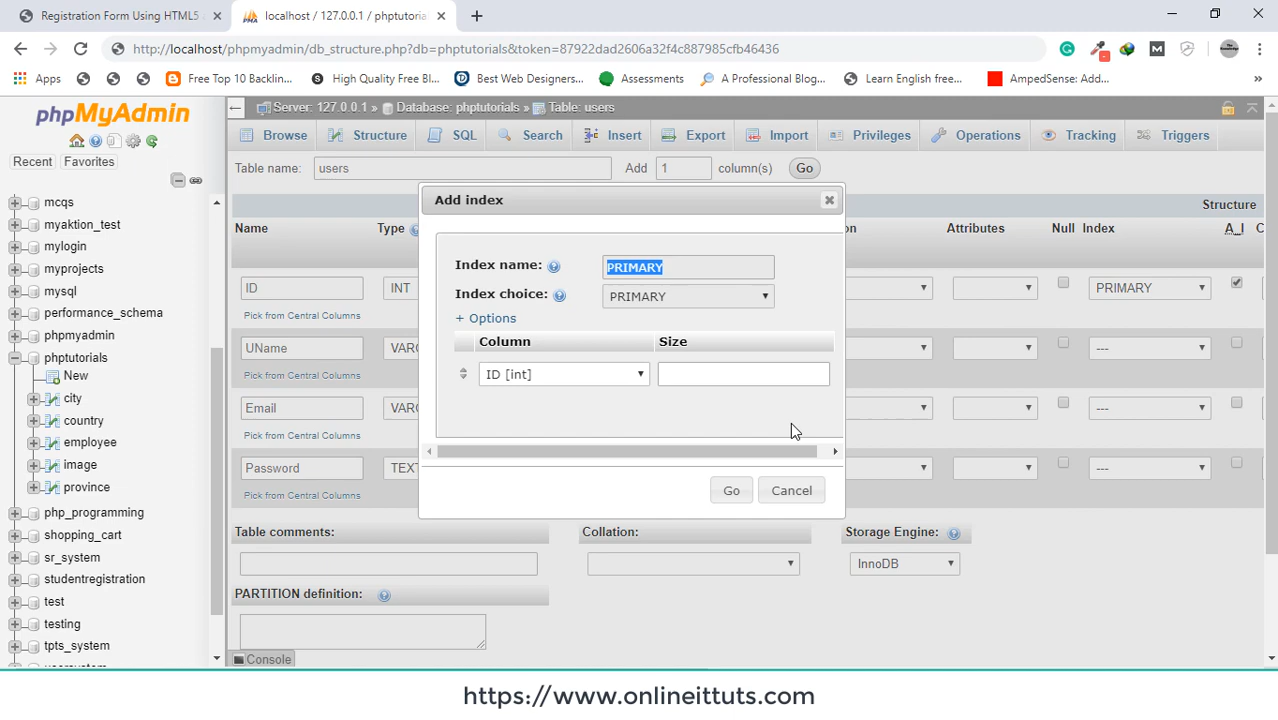 Registration Form Using HTML5
localhost / 127.0.0.1 / phptutoria
http://localhost/phpmyadmin/db_structure.php?db=phptutorials&token=87922dad2606a32f4c887985cfb46436
Apps Free Top 10 Backlin... High Quality Free Bl... Best Web Designers... Assessments A Professional Blog... Learn English free... AmpedSense: Add... »
phpMyAdmin
Recent Favorites
mcqs
myaktion_test
mylogin
myprojects
mysql
performance_schema
phpmyadmin
phptutorials
New
city
country
employee
image
province
php_programming
shopping_cart
sr_system
studentregistration
test
testing
tpts_system
Server: 127.0.0.1 » Database: phptutorials » Table: users
Browse Structure SQL Search Insert Export Import Privileges Operations Tracking Triggers
Table name: users Add 1 column(s) Go
Structure
Name Type Attributes Null Index A_I
ID INT PRIMARY
Pick from Central Columns
UName VARC ---
Pick from Central Columns
Email VARC ---
Pick from Central Columns
Password TEXT ---
Pick from Central Columns
Add index
Index name: PRIMARY
Index choice: PRIMARY
+ Options
Column Size
ID [int]
Go Cancel
Table comments: Collation: Storage Engine:
InnoDB
PARTITION definition:
Console
https://www.onlineittuts.com